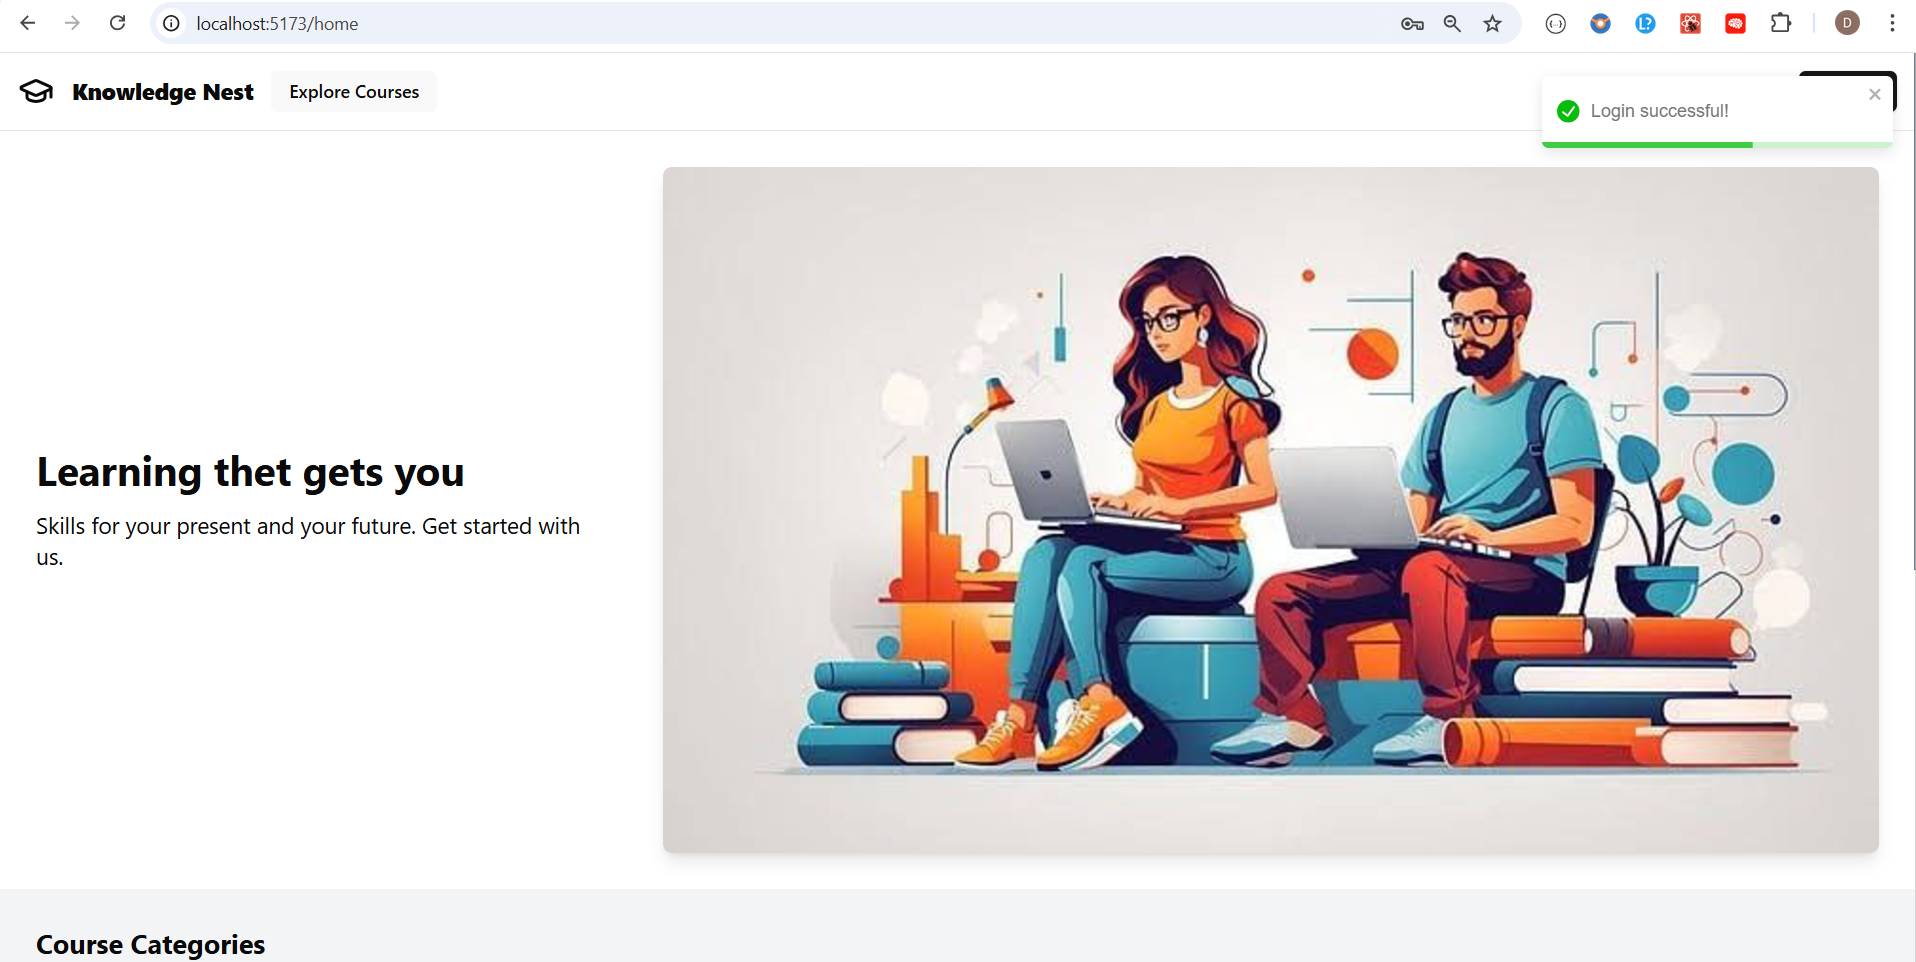 localhost:5173/home
D
Knowledge Nest
Explore Courses
Login successful!
Learning thet gets you
Skills for your present and your future. Get started with
us.
Course Categories